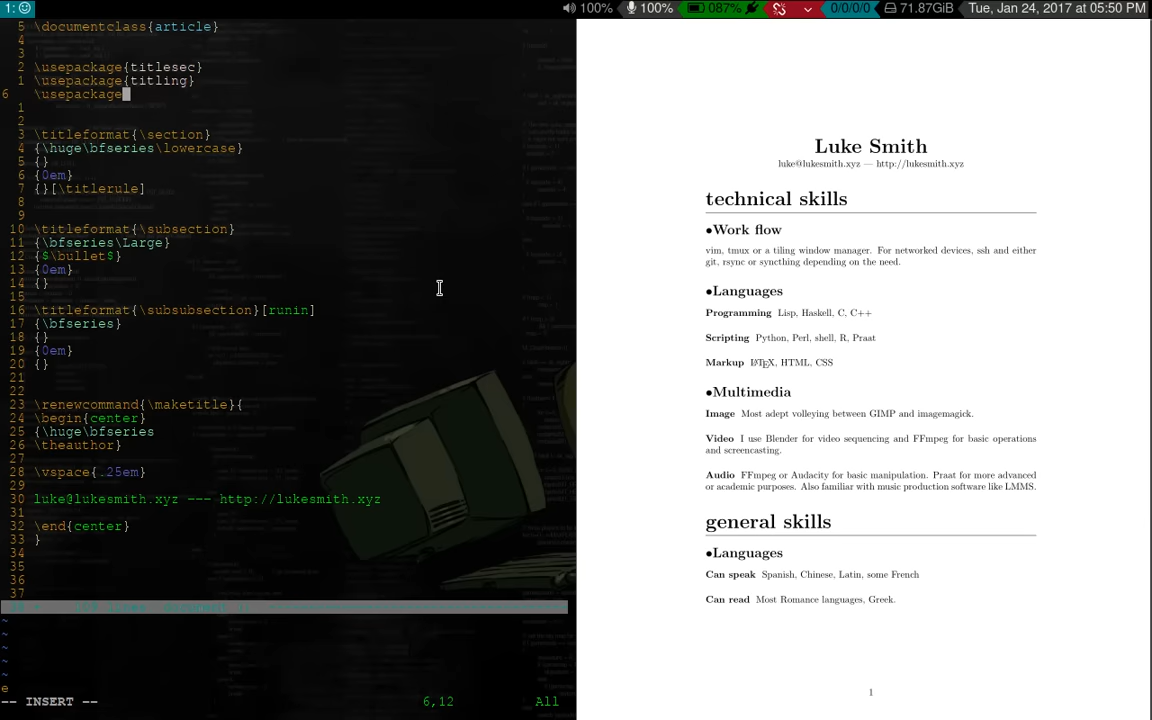 1:
100%
100%
087%
0/0/0/0
71.87GiB
Tue, Jan 24, 2017 at 05:50 PM
5 \documentclass{article}
4
3
2 \usepackage{titlesec}
1 \usepackage{titling}
6 \usepackage
1
2
3 \titleformat{\section}
4 {\huge\bfseries\lowercase}
5 {}
6 {0em}
7 {}[\titlerule]
8
9
10 \titleformat{\subsection}
11 {\bfseries\Large}
12 {$\bullet$}
13 {0em}
14 {}
15
16 \titleformat{\subsubsection}[runin]
17 {\bfseries}
18 {}
19 {0em}
20 {}
21
22
23 \renewcommand{\maketitle}{
24 \begin{center}
25 {\huge\bfseries
26 \theauthor}
27
28 \vspace{.25em}
29
30 luke@lukesmith.xyz --- http://lukesmith.xyz
31
32 \end{center}
33 }
34
35
36
37
~
~
~
~
~
e
-- INSERT --
6,12
All
Luke Smith
luke@lukesmith.xyz — http://lukesmith.xyz
technical skills
•Work flow
vim, tmux or a tiling window manager. For networked devices, ssh and either
git, rsync or syncthing depending on the need.
•Languages
Programming Lisp, Haskell, C, C++
Scripting Python, Perl, shell, R, Praat
Markup LATEX, HTML, CSS
•Multimedia
Image Most adept volleying between GIMP and imagemagick.
Video I use Blender for video sequencing and FFmpeg for basic operations
and screencasting.
Audio FFmpeg or Audacity for basic manipulation. Praat for more advanced
or academic purposes. Also familiar with music production software like LMMS.
general skills
•Languages
Can speak Spanish, Chinese, Latin, some French
Can read Most Romance languages, Greek.
1